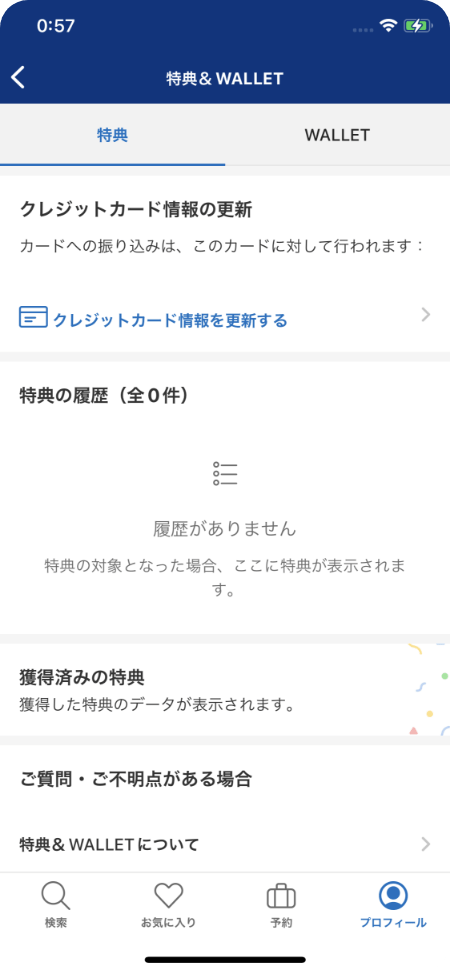 0:57
特典& WALLET
特典
WALLET
クレジットカード情報の更新
カードへの振り込みは、このカードに対して行われます：
クレジットカード情報を更新する
特典の履歴（全0件）
履歴がありません
特典の対象となった場合、ここに特典が表示されま
す。
獲得済みの特典
獲得した特典のデータが表示されます。
ご質問・ご不明点がある場合
特典& WALLETについて
検索
お気に入り
予約
プロフィール